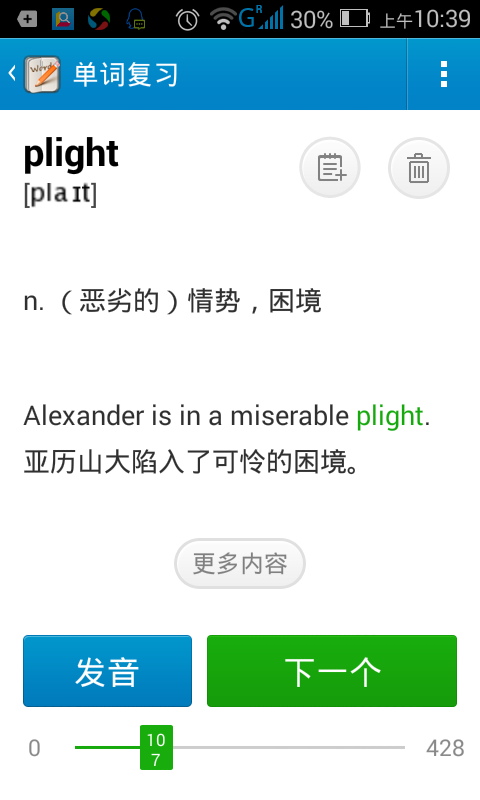 G R 30% 上午10:39
Words 单词复习
plight
[plaɪt]
n. （恶劣的）情势，困境
Alexander is in a miserable plight.
亚历山大陷入了可怜的困境。
更多内容
发音 下一个
0 107 428